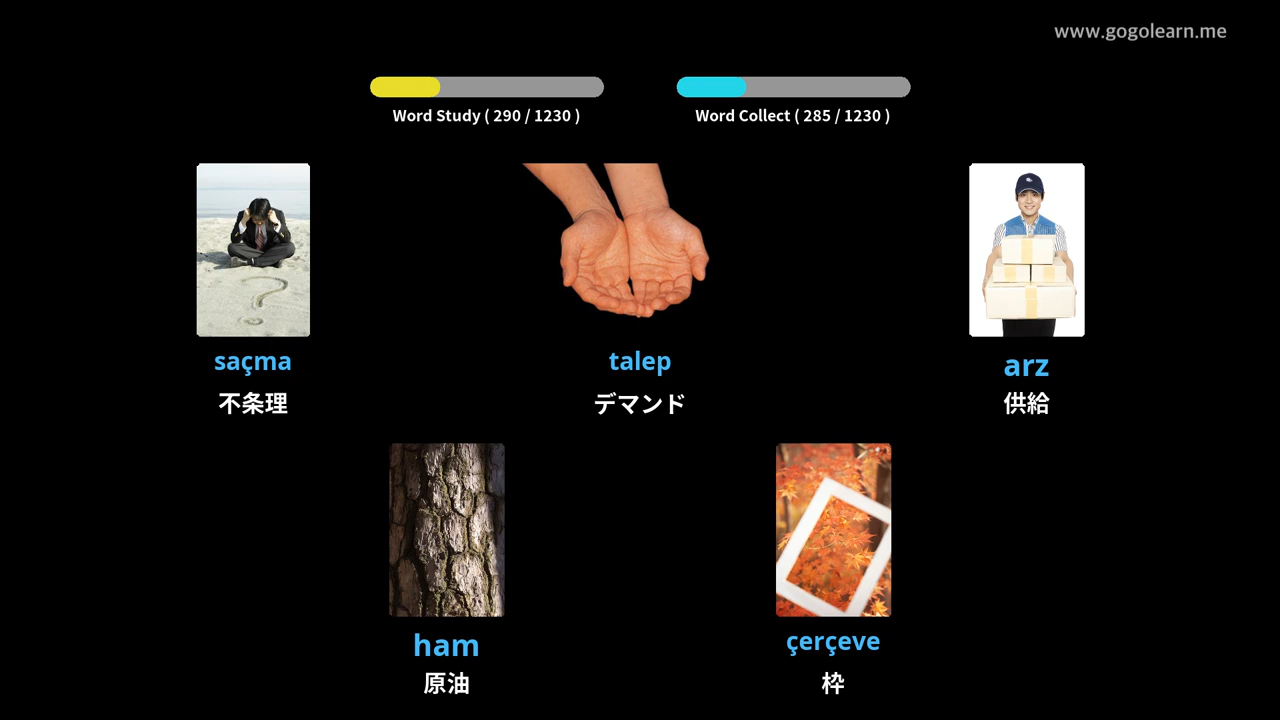 www.gogolearn.me
Word Study ( 290 / 1230 )
Word Collect ( 285 / 1230 )
saçma
不条理
talep
デマンド
arz
供給
ham
原油
çerçeve
枠